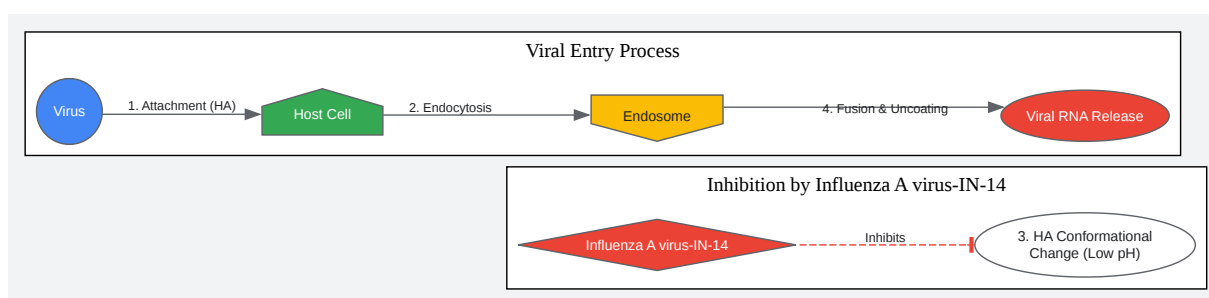 Viral Entry Process
Virus
1. Attachment (HA)
Host Cell
2. Endocytosis
Endosome
4. Fusion & Uncoating
Viral RNA Release
Inhibition by Influenza A virus-IN-14
Influenza A virus-IN-14
Inhibits
3. HA Conformational
Change (Low pH)